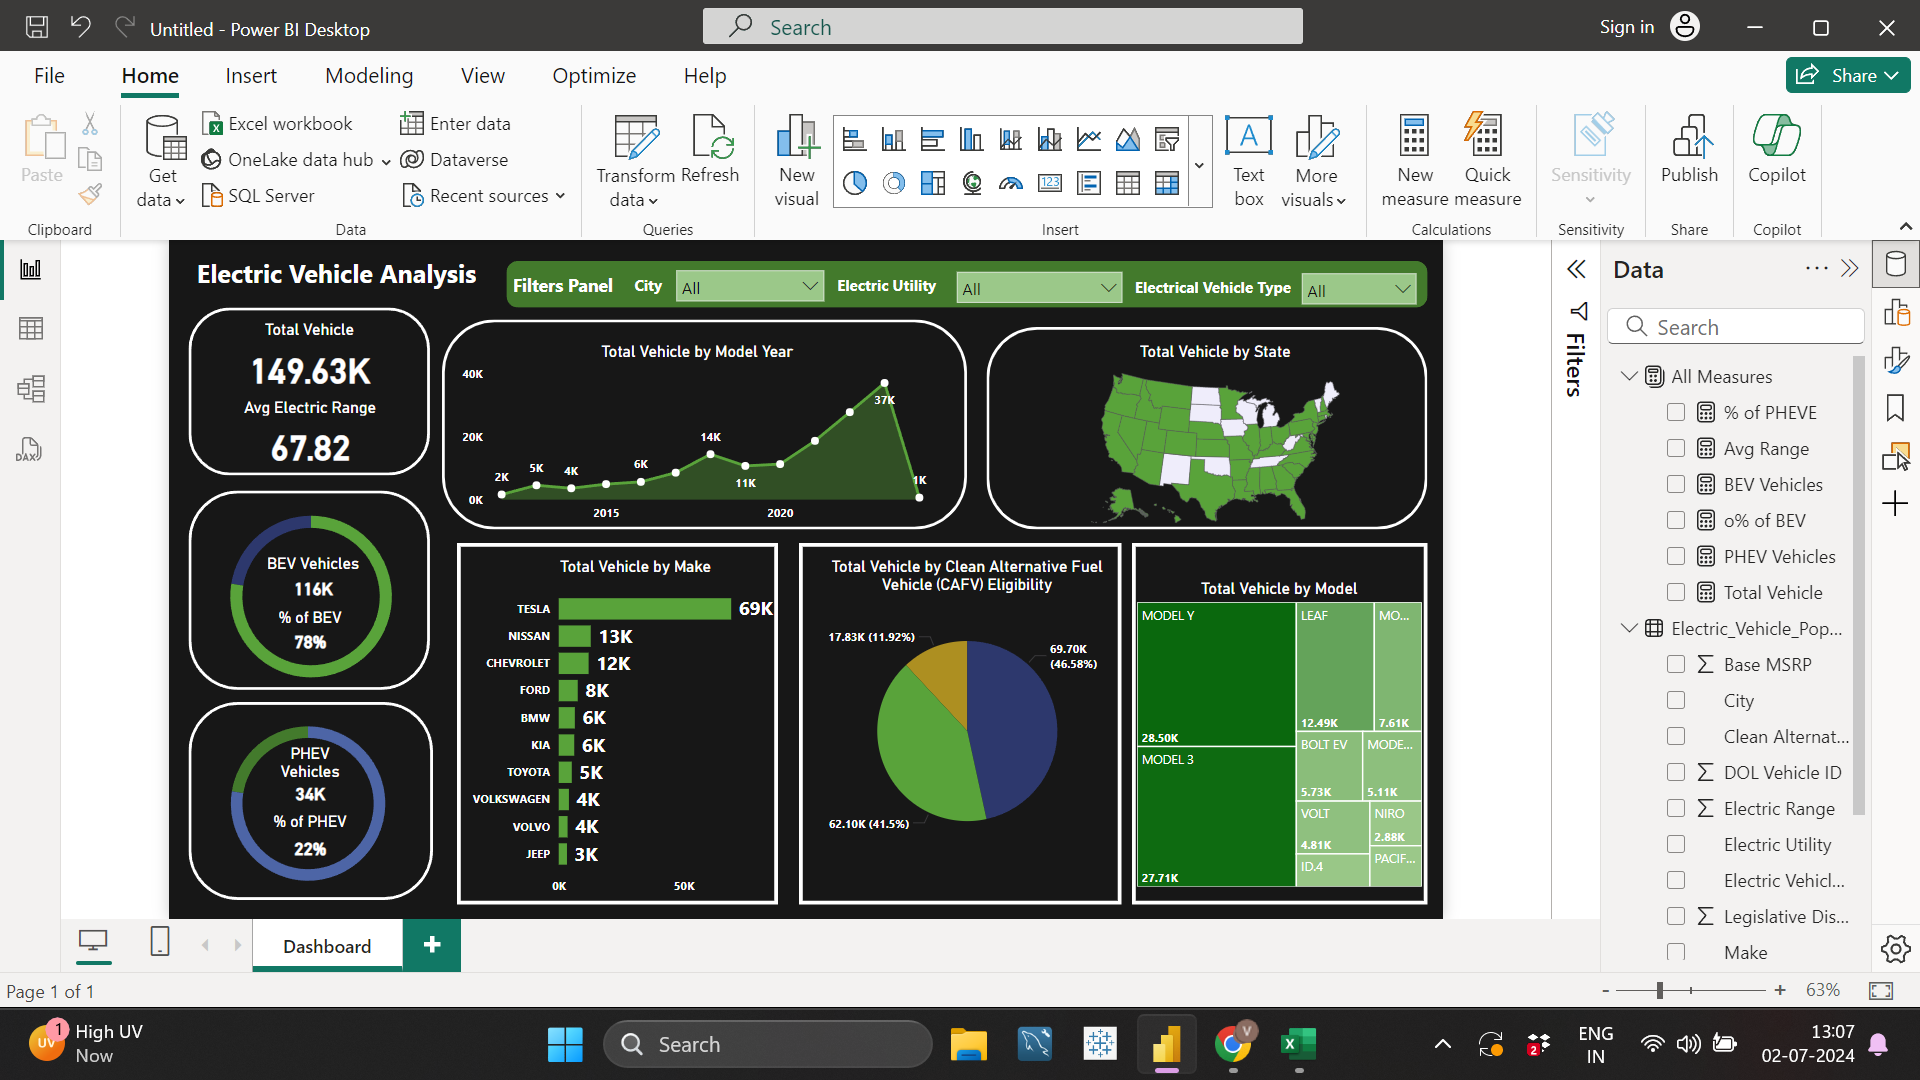 Untitled - Power BI Desktop
Search
Sign in
File
Home
Insert
Modeling
View
Optimize
Help
Share
Paste
Clipboard
Get data
Excel workbook
OneLake data hub
SQL Server
Enter data
Dataverse
Recent sources
Data
Transform data
Refresh
Queries
New visual
123
A
Text box
More visuals
Insert
New measure
Quick measure
Calculations
Sensitivity
Sensitivity
Publish
Share
Copilot
Copilot
DAX
Electric Vehicle Analysis
Filters Panel
City
All
Electric Utility
All
Electrical Vehicle Type
All
Total Vehicle
149.63K
Avg Electric Range
67.82
Total Vehicle by Model Year
40K
20K
0K
2K
5K
4K
6K
14K
11K
37K
1K
2015
2020
Total Vehicle by State
BEV Vehicles
116K
% of BEV
78%
PHEV
Vehicles
34K
% of PHEV
22%
Total Vehicle by Make
TESLA 69K
NISSAN 13K
CHEVROLET 12K
FORD 8K
BMW 6K
KIA 6K
TOYOTA 5K
VOLKSWAGEN 4K
VOLVO 4K
JEEP 3K
0K 50K
Total Vehicle by Clean Alternative Fuel
Vehicle (CAFV) Eligibility
17.83K (11.92%)
69.70K
(46.58%)
62.10K (41.5%)
Total Vehicle by Model
MODEL Y
28.50K
MODEL 3
27.71K
LEAF
12.49K
MO...
7.61K
BOLT EV
5.73K
MODE...
5.11K
VOLT
4.81K
NIRO
2.88K
ID.4
PACIF...
Filters
Data
Search
All Measures
% of PHEVE
Avg Range
BEV Vehicles
o% of BEV
PHEV Vehicles
Total Vehicle
Electric_Vehicle_Pop...
Base MSRP
City
Clean Alternat...
DOL Vehicle ID
Electric Range
Electric Utility
Electric Vehicl...
Legislative Dis...
Make
Dashboard
Page 1 of 1
63%
1
UV
High UV
Now
Search
V
2
ENG
IN
13:07
02-07-2024